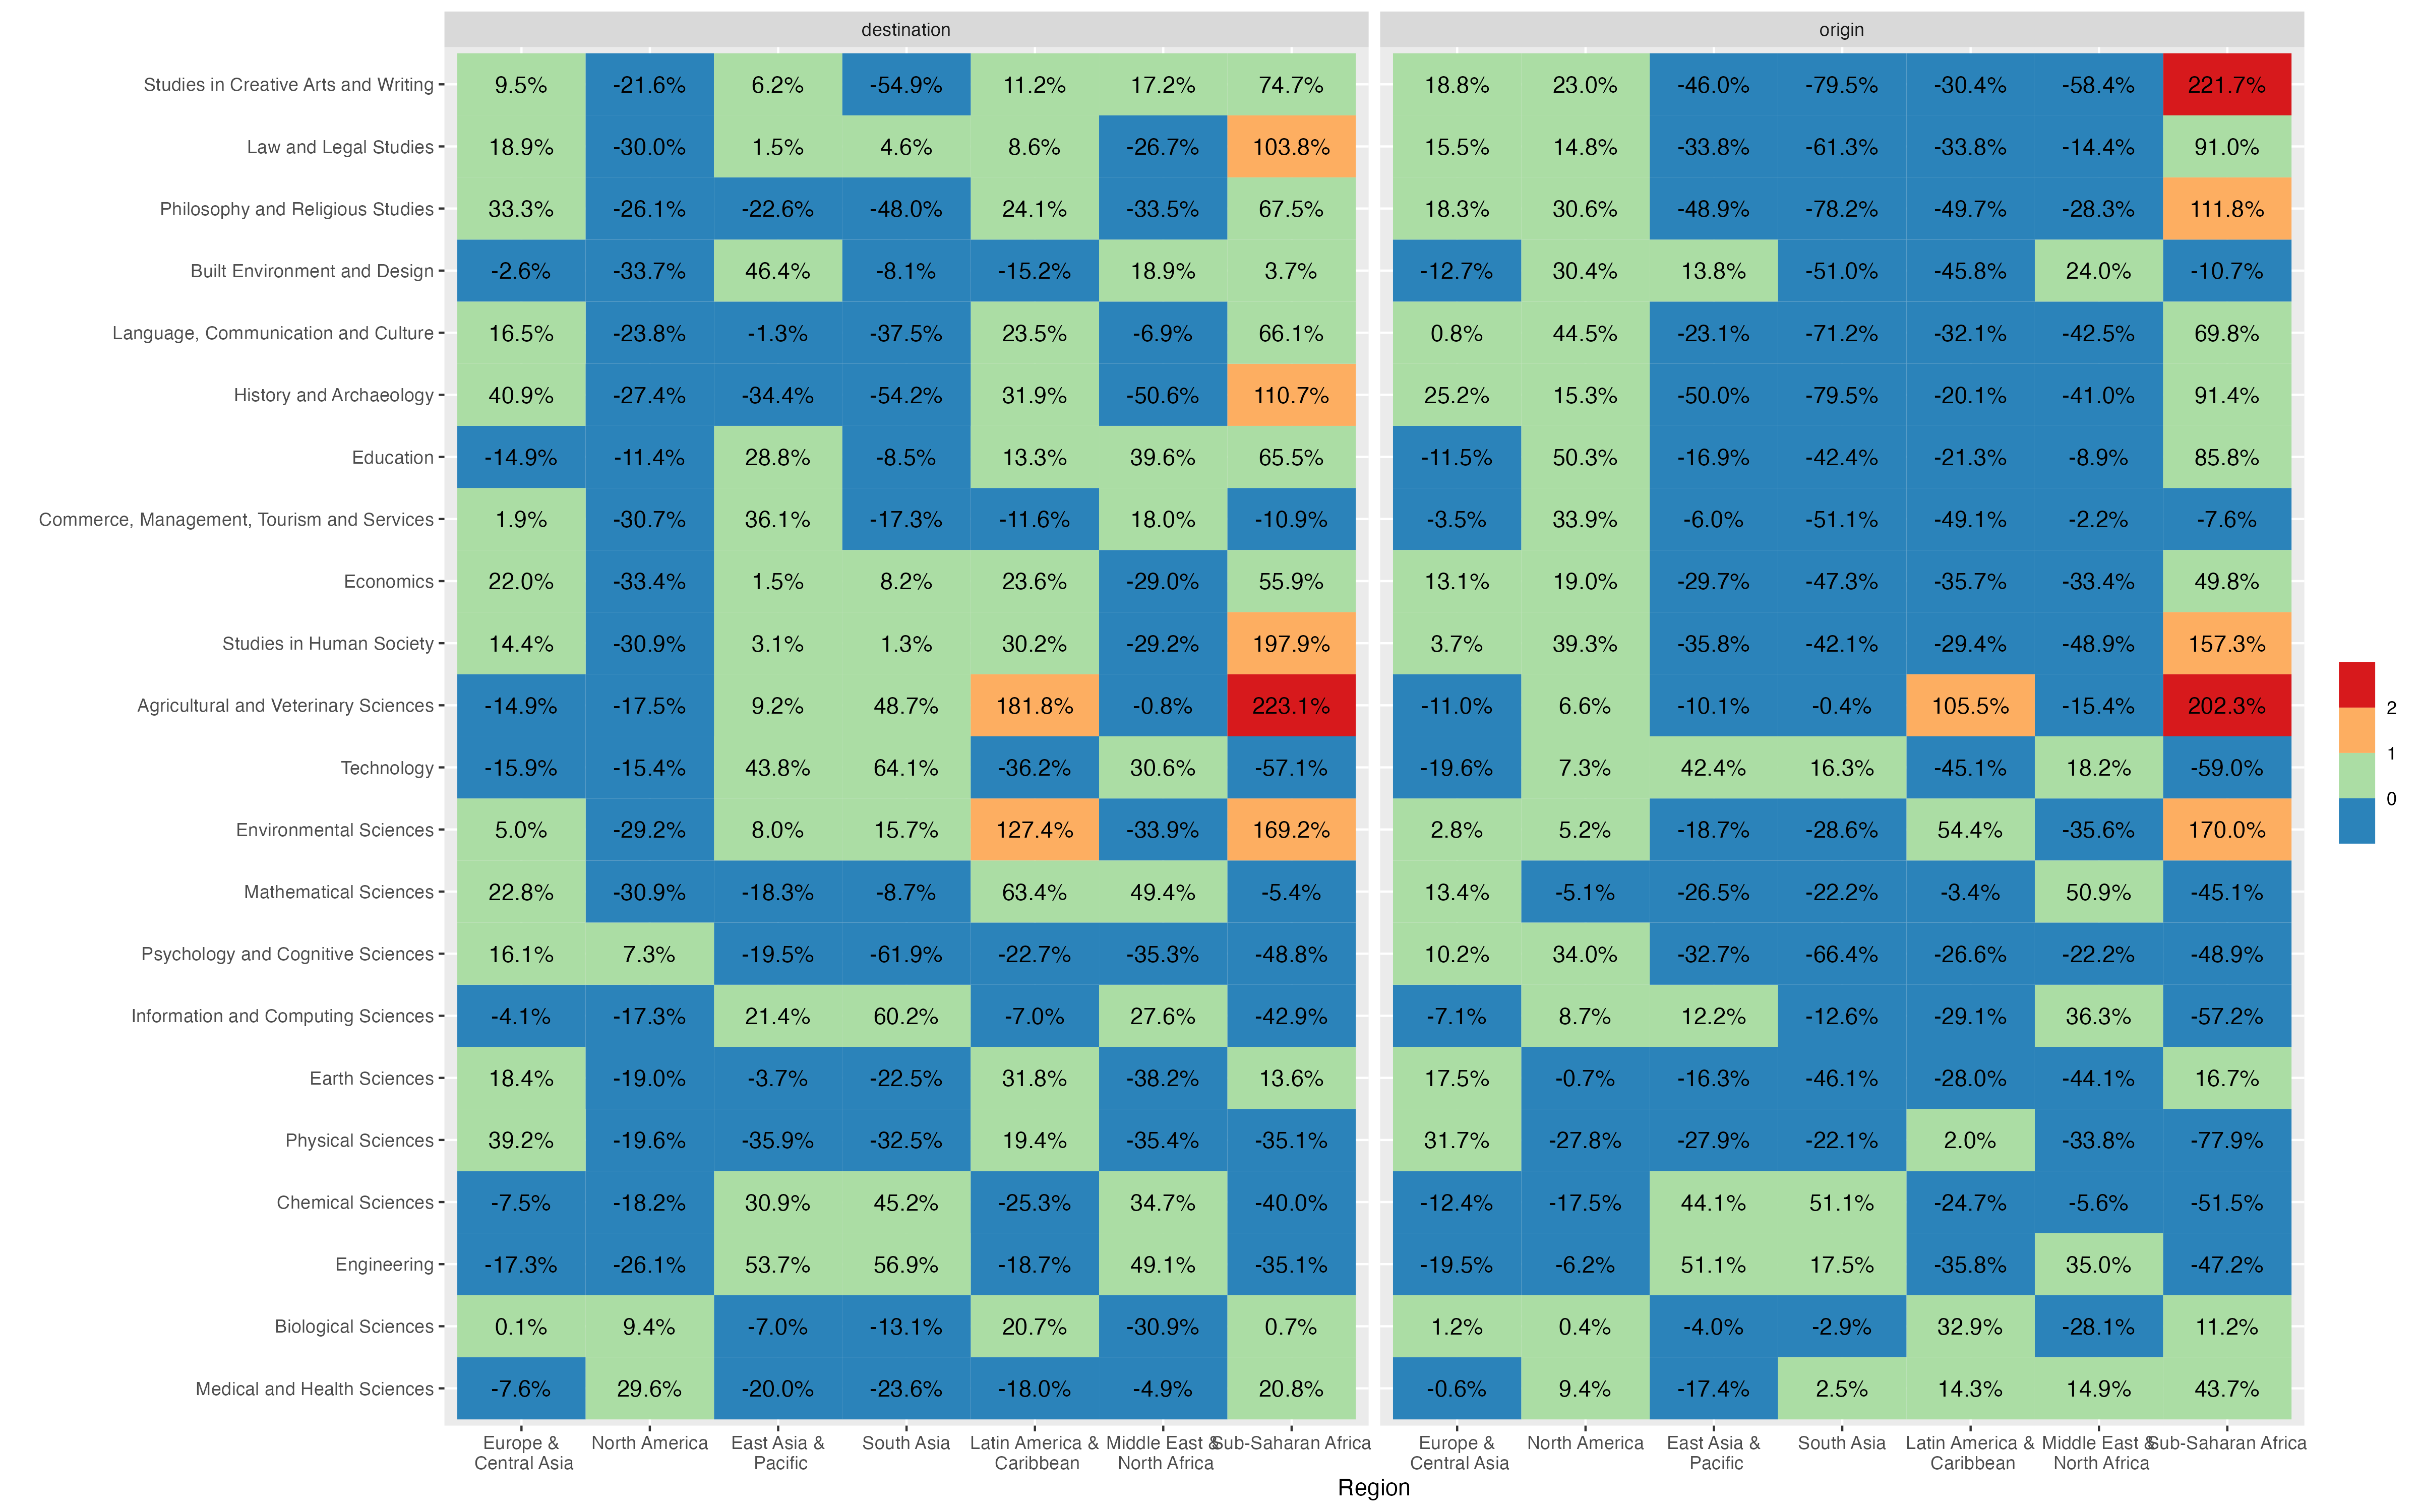 destination origin
Studies in Creative Arts and Writing 9.5% -21.6% 6.2% -54.9% 11.2% 17.2% 74.7% 18.8% 23.0% -46.0% -79.5% -30.4% -58.4% 221.7%
Law and Legal Studies 18.9% -30.0% 1.5% 4.6% 8.6% -26.7% 103.8% 15.5% 14.8% -33.8% -61.3% -33.8% -14.4% 91.0%
Philosophy and Religious Studies 33.3% -26.1% -22.6% -48.0% 24.1% -33.5% 67.5% 18.3% 30.6% -48.9% -78.2% -49.7% -28.3% 111.8%
Built Environment and Design -2.6% -33.7% 46.4% -8.1% -15.2% 18.9% 3.7% -12.7% 30.4% 13.8% -51.0% -45.8% 24.0% -10.7%
Language, Communication and Culture 16.5% -23.8% -1.3% -37.5% 23.5% -6.9% 66.1% 0.8% 44.5% -23.1% -71.2% -32.1% -42.5% 69.8%
History and Archaeology 40.9% -27.4% -34.4% -54.2% 31.9% -50.6% 110.7% 25.2% 15.3% -50.0% -79.5% -20.1% -41.0% 91.4%
Education -14.9% -11.4% 28.8% -8.5% 13.3% 39.6% 65.5% -11.5% 50.3% -16.9% -42.4% -21.3% -8.9% 85.8%
Commerce, Management, Tourism and Services 1.9% -30.7% 36.1% -17.3% -11.6% 18.0% -10.9% -3.5% 33.9% -6.0% -51.1% -49.1% -2.2% -7.6%
Economics 22.0% -33.4% 1.5% 8.2% 23.6% -29.0% 55.9% 13.1% 19.0% -29.7% -47.3% -35.7% -33.4% 49.8%
Studies in Human Society 14.4% -30.9% 3.1% 1.3% 30.2% -29.2% 197.9% 3.7% 39.3% -35.8% -42.1% -29.4% -48.9% 157.3%
Agricultural and Veterinary Sciences -14.9% -17.5% 9.2% 48.7% 181.8% -0.8% 223.1% -11.0% 6.6% -10.1% -0.4% 105.5% -15.4% 202.3%
2
Technology -15.9% -15.4% 43.8% 64.1% -36.2% 30.6% -57.1% -19.6% 7.3% 42.4% 16.3% -45.1% 18.2% -59.0%
1
0
Environmental Sciences 5.0% -29.2% 8.0% 15.7% 127.4% -33.9% 169.2% 2.8% 5.2% -18.7% -28.6% 54.4% -35.6% 170.0%
Mathematical Sciences 22.8% -30.9% -18.3% -8.7% 63.4% 49.4% -5.4% 13.4% -5.1% -26.5% -22.2% -3.4% 50.9% -45.1%
Psychology and Cognitive Sciences 16.1% 7.3% -19.5% -61.9% -22.7% -35.3% -48.8% 10.2% 34.0% -32.7% -66.4% -26.6% -22.2% -48.9%
Information and Computing Sciences -4.1% -17.3% 21.4% 60.2% -7.0% 27.6% -42.9% -7.1% 8.7% 12.2% -12.6% -29.1% 36.3% -57.2%
Earth Sciences 18.4% -19.0% -3.7% -22.5% 31.8% -38.2% 13.6% 17.5% -0.7% -16.3% -46.1% -28.0% -44.1% 16.7%
Physical Sciences 39.2% -19.6% -35.9% -32.5% 19.4% -35.4% -35.1% 31.7% -27.8% -27.9% -22.1% 2.0% -33.8% -77.9%
Chemical Sciences -7.5% -18.2% 30.9% 45.2% -25.3% 34.7% -40.0% -12.4% -17.5% 44.1% 51.1% -24.7% -5.6% -51.5%
Engineering -17.3% -26.1% 53.7% 56.9% -18.7% 49.1% -35.1% -19.5% -6.2% 51.1% 17.5% -35.8% 35.0% -47.2%
Biological Sciences 0.1% 9.4% -7.0% -13.1% 20.7% -30.9% 0.7% 1.2% 0.4% -4.0% -2.9% 32.9% -28.1% 11.2%
Medical and Health Sciences -7.6% 29.6% -20.0% -23.6% -18.0% -4.9% 20.8% -0.6% 9.4% -17.4% 2.5% 14.3% 14.9% 43.7%
Europe & North America East Asia & South Asia Latin America & Middle East & Sub-Saharan Africa Europe & North America East Asia & South Asia Latin America & Middle East & Sub-Saharan Africa
Central Asia Pacific Caribbean North Africa Central Asia Pacific Caribbean North Africa
Region